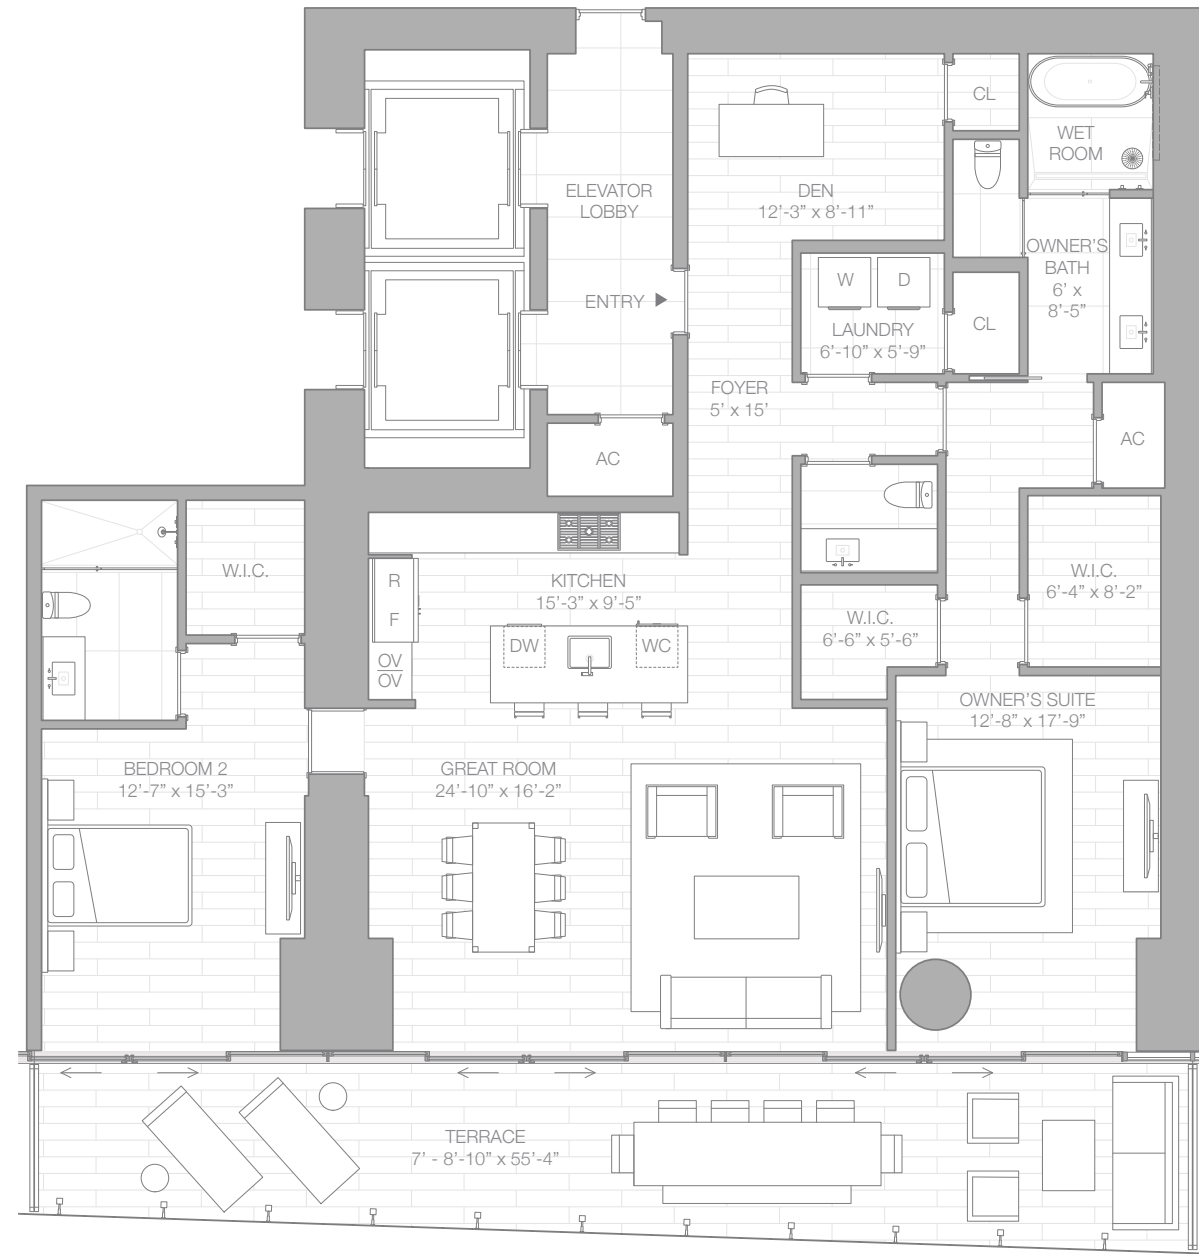 CL
WET
ROOM
ELEVATOR
LOBBY
DEN
12'-3" x 8'-11"
OWNER'S
BATH
6' x
8'-5"
W
D
ENTRY
CL
LAUNDRY
6'-10" x 5'-9"
FOYER
5' x 15'
AC
AC
W.I.C.
R
F
KITCHEN
15'-3" x 9'-5"
W.I.C.
6'-4" x 8'-2"
W.I.C.
6'-6" x 5'-6"
DW
WC
OV
OV
OWNER'S SUITE
12'-8" x 17'-9"
BEDROOM 2
12'-7" x 15'-3"
GREAT ROOM
24'-10" x 16'-2"
TERRACE
7' - 8'-10" x 55'-4"